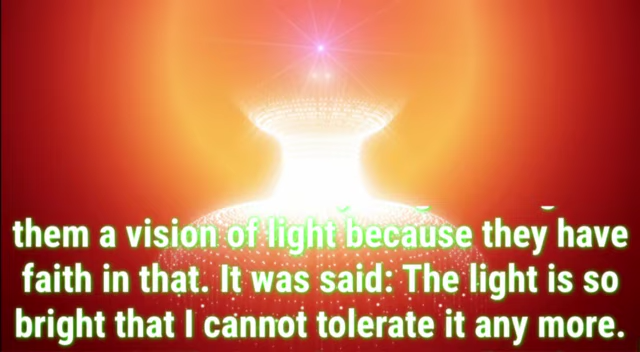 them a vision of light because they have
faith in that. It was said: The light is so
bright that I cannot tolerate it any more.